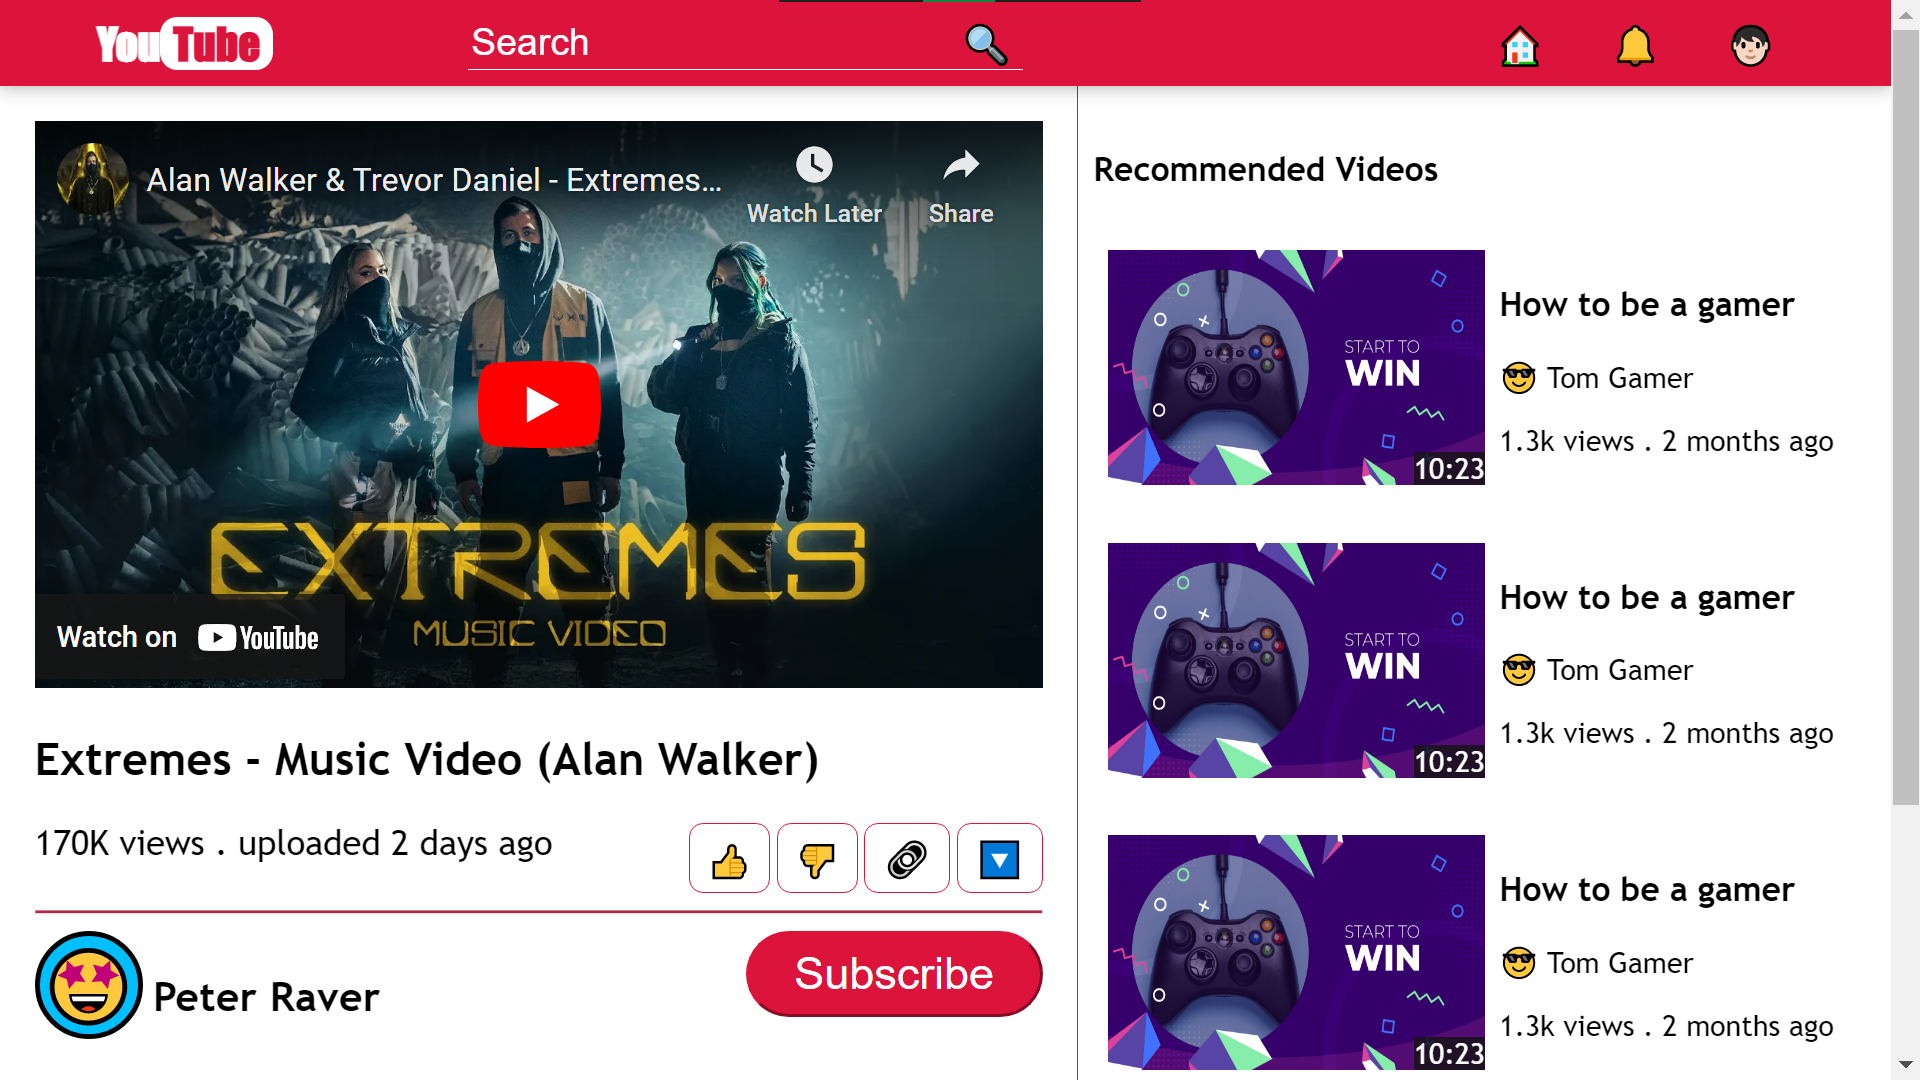 YouTube
Search
Alan Walker & Trevor Daniel - Extremes...
Watch Later
Share
EXTREMES
MUSIC VIDEO
Watch on YouTube
Extremes - Music Video (Alan Walker)
170K views . uploaded 2 days ago
Peter Raver
Subscribe
Recommended Videos
START TO
WIN
10:23
How to be a gamer
Tom Gamer
1.3k views . 2 months ago
START TO
WIN
10:23
How to be a gamer
Tom Gamer
1.3k views . 2 months ago
START TO
WIN
10:23
How to be a gamer
Tom Gamer
1.3k views . 2 months ago